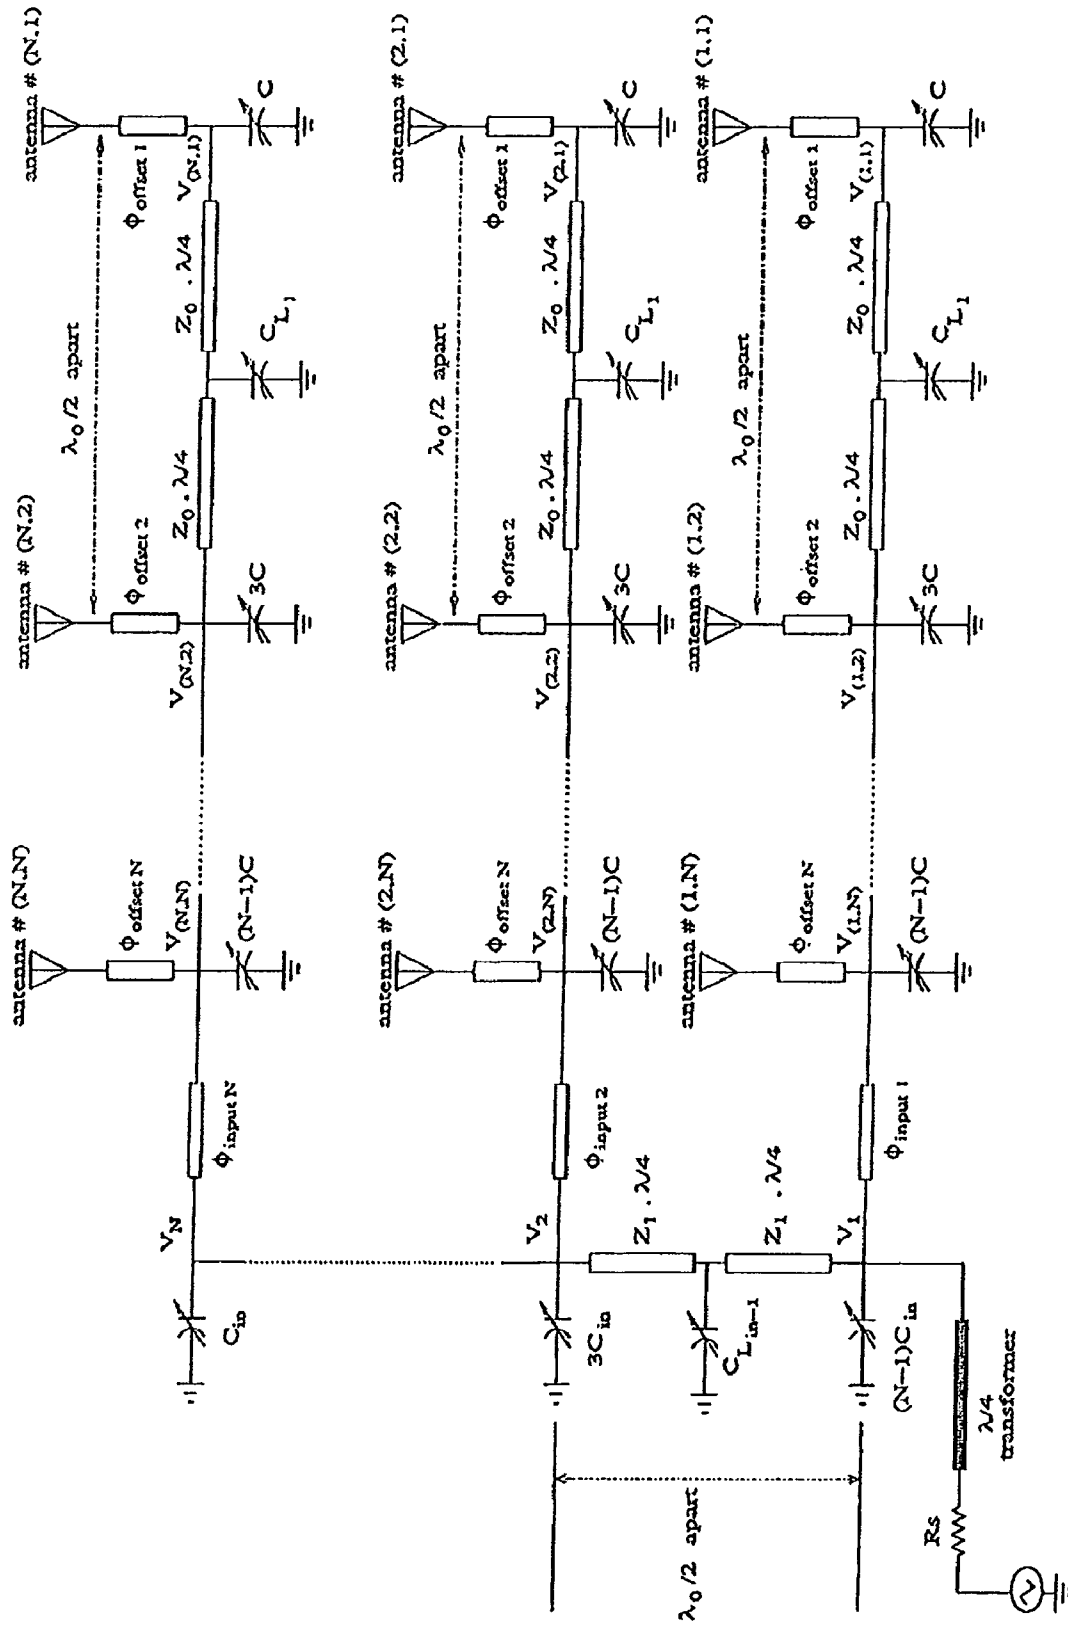 antenna # (N.N)
antenna # (N.2)
antenna # (N.1)
λ₀/2 apart
ϕoffset N
ϕoffset 2
ϕoffset 1
VN
ϕinput N
V(N.N)
V(N.2)
Z₀ . λ/4
Z₀ . λ/4
V(N.1)
Cin
(N−1)C
3C
CL1
C
antenna # (2.N)
antenna # (2.2)
antenna # (2.1)
λ₀/2 apart
ϕoffset N
ϕoffset 2
ϕoffset 1
V2
ϕinput 2
V(2.N)
V(2.2)
Z₀ . λ/4
Z₀ . λ/4
V(2.1)
3Cin
(N−1)C
3C
CL1
C
Z₁ . λ/4
CLin−1
Z₁ . λ/4
λ₀/2 apart
antenna # (1.N)
antenna # (1.2)
antenna # (1.1)
λ₀/2 apart
ϕoffset N
ϕoffset 2
ϕoffset 1
V1
ϕinput 1
V(1.N)
V(1.2)
Z₀ . λ/4
Z₀ . λ/4
V(1.1)
(N−1)Cin
(N−1)C
3C
CL1
C
Rs
λ/4
transformer